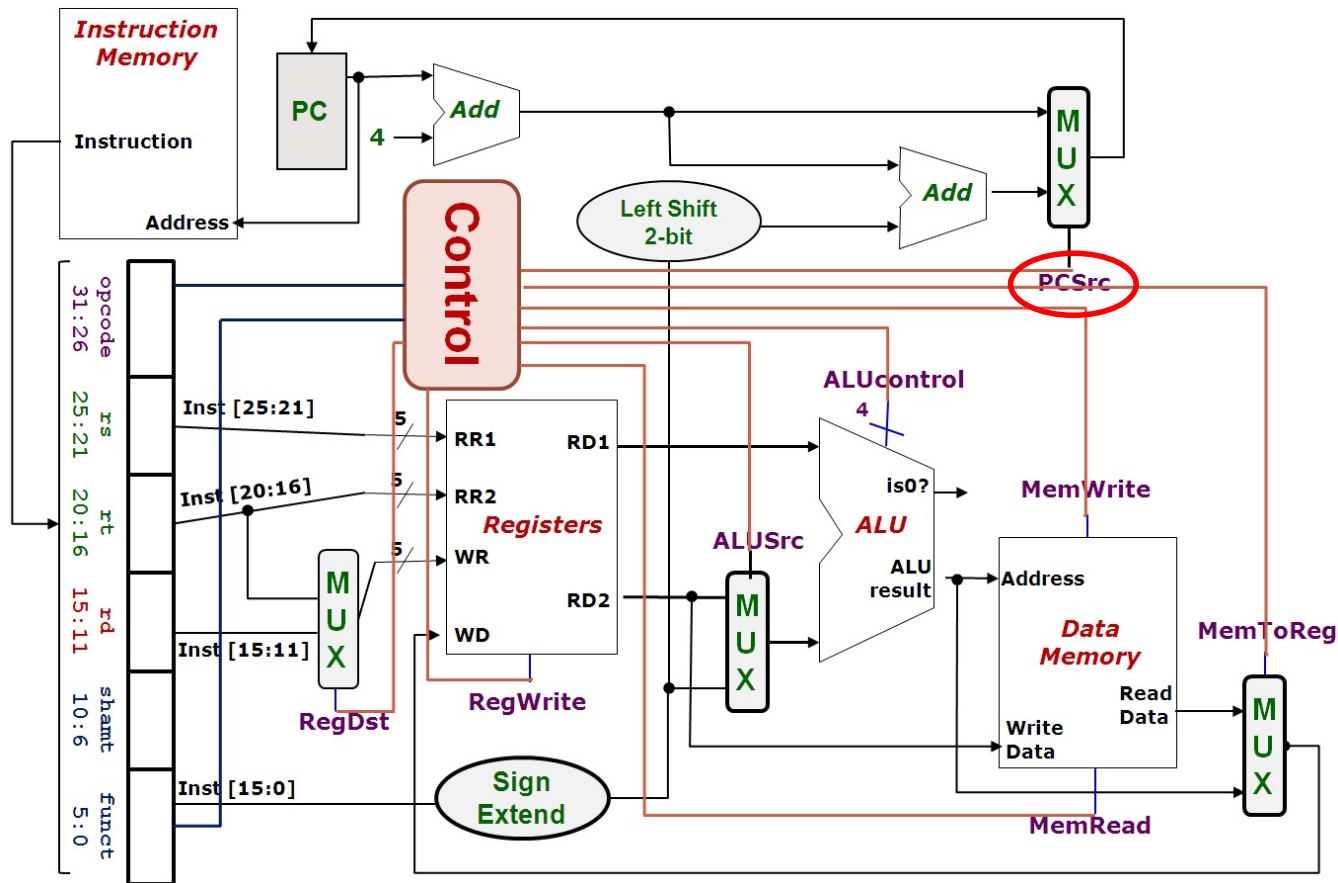 Instruction
Memory
Instruction
Address
PC
4
Add
Add
M
U
X
Left Shift
2-bit
PCSrc
Control
opcode
31:26
rs
25:21
rt
20:16
rd
15:11
shamt
10:6
funct
5:0
Inst [25:21]
5
Inst [20:16]
5
5
M
U
X
Inst [15:11]
RegDst
Inst [15:0]
Sign
Extend
RR1
RR2
WR
WD
Registers
RD1
RD2
RegWrite
ALUSrc
M
U
X
ALUcontrol
4
is0?
ALU
ALU
result
MemWrite
Address
Data
Memory
Read
Data
Write
Data
MemRead
MemToReg
M
U
X